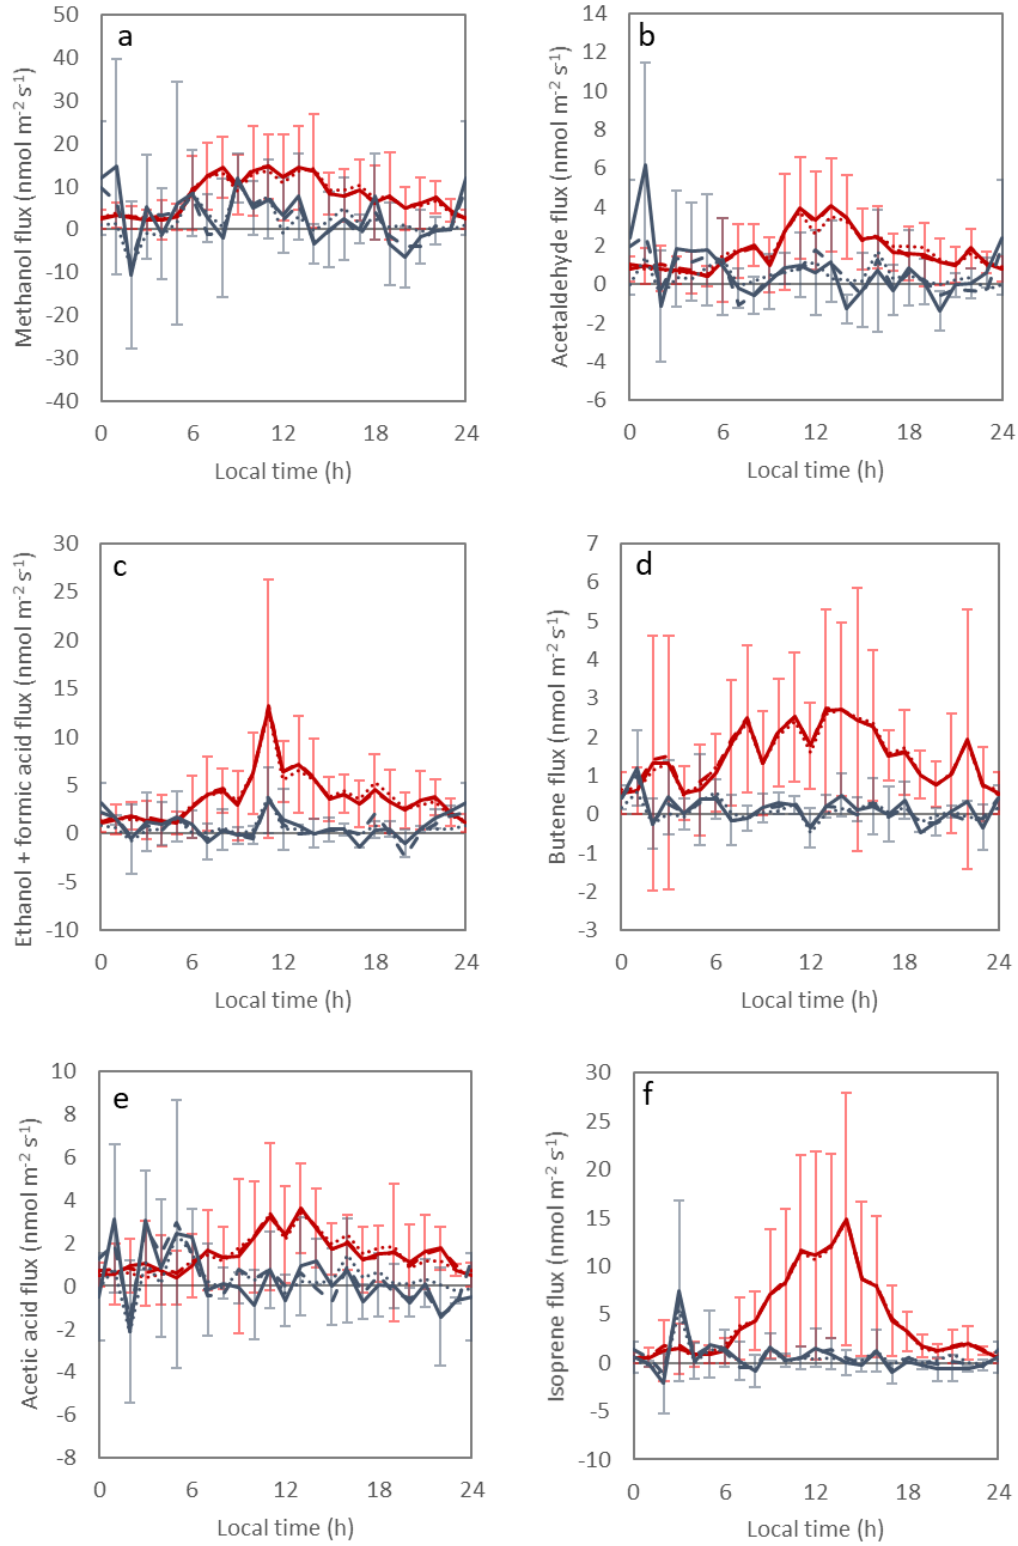 a
Methanol flux (nmol m⁻² s⁻¹)
50
40
30
20
10
0
-10
-20
-30
-40
0 6 12 18 24
Local time (h)
b
Acetaldehyde flux (nmol m⁻² s⁻¹)
14
12
10
8
6
4
2
0
-2
-4
-6
0 6 12 18 24
Local time (h)
c
Ethanol + formic acid flux (nmol m⁻² s⁻¹)
30
25
20
15
10
5
0
-5
-10
0 6 12 18 24
Local time (h)
d
Butene flux (nmol m⁻² s⁻¹)
7
6
5
4
3
2
1
0
-1
-2
-3
0 6 12 18 24
Local time (h)
e
Acetic acid flux (nmol m⁻² s⁻¹)
10
8
6
4
2
0
-2
-4
-6
-8
0 6 12 18 24
Local time (h)
f
Isoprene flux (nmol m⁻² s⁻¹)
30
25
20
15
10
5
0
-5
-10
0 6 12 18 24
Local time (h)